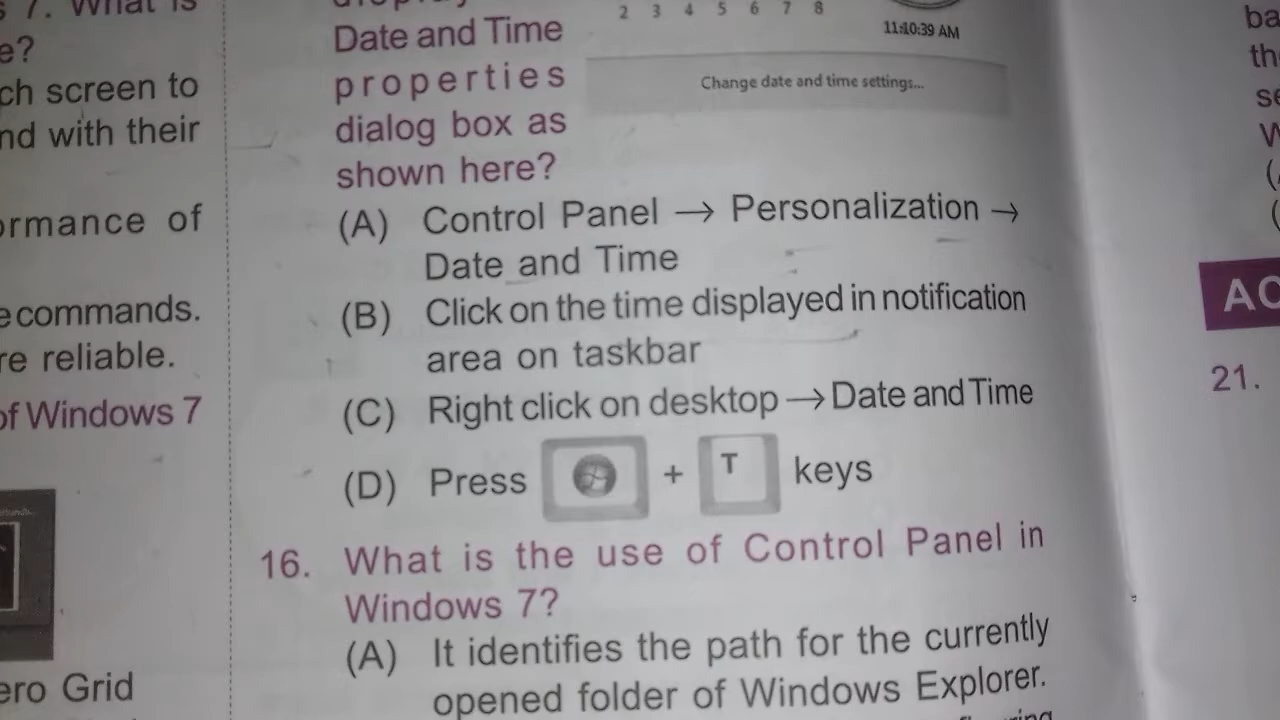 s 7. What is
e?
ch screen to
nd with their
ormance of
e commands.
re reliable.
of Windows 7
ero Grid
Date and Time
properties
dialog box as
shown here?
2 3 4 5 6 7 8
11:10:39 AM
Change date and time settings...
(A) Control Panel → Personalization →
Date and Time
(B) Click on the time displayed in notification
area on taskbar
(C) Right click on desktop → Date and Time
(D) Press + T keys
16. What is the use of Control Panel in
Windows 7?
(A) It identifies the path for the currently
opened folder of Windows Explorer.
ba
th
se
W
(
(
AC
21.